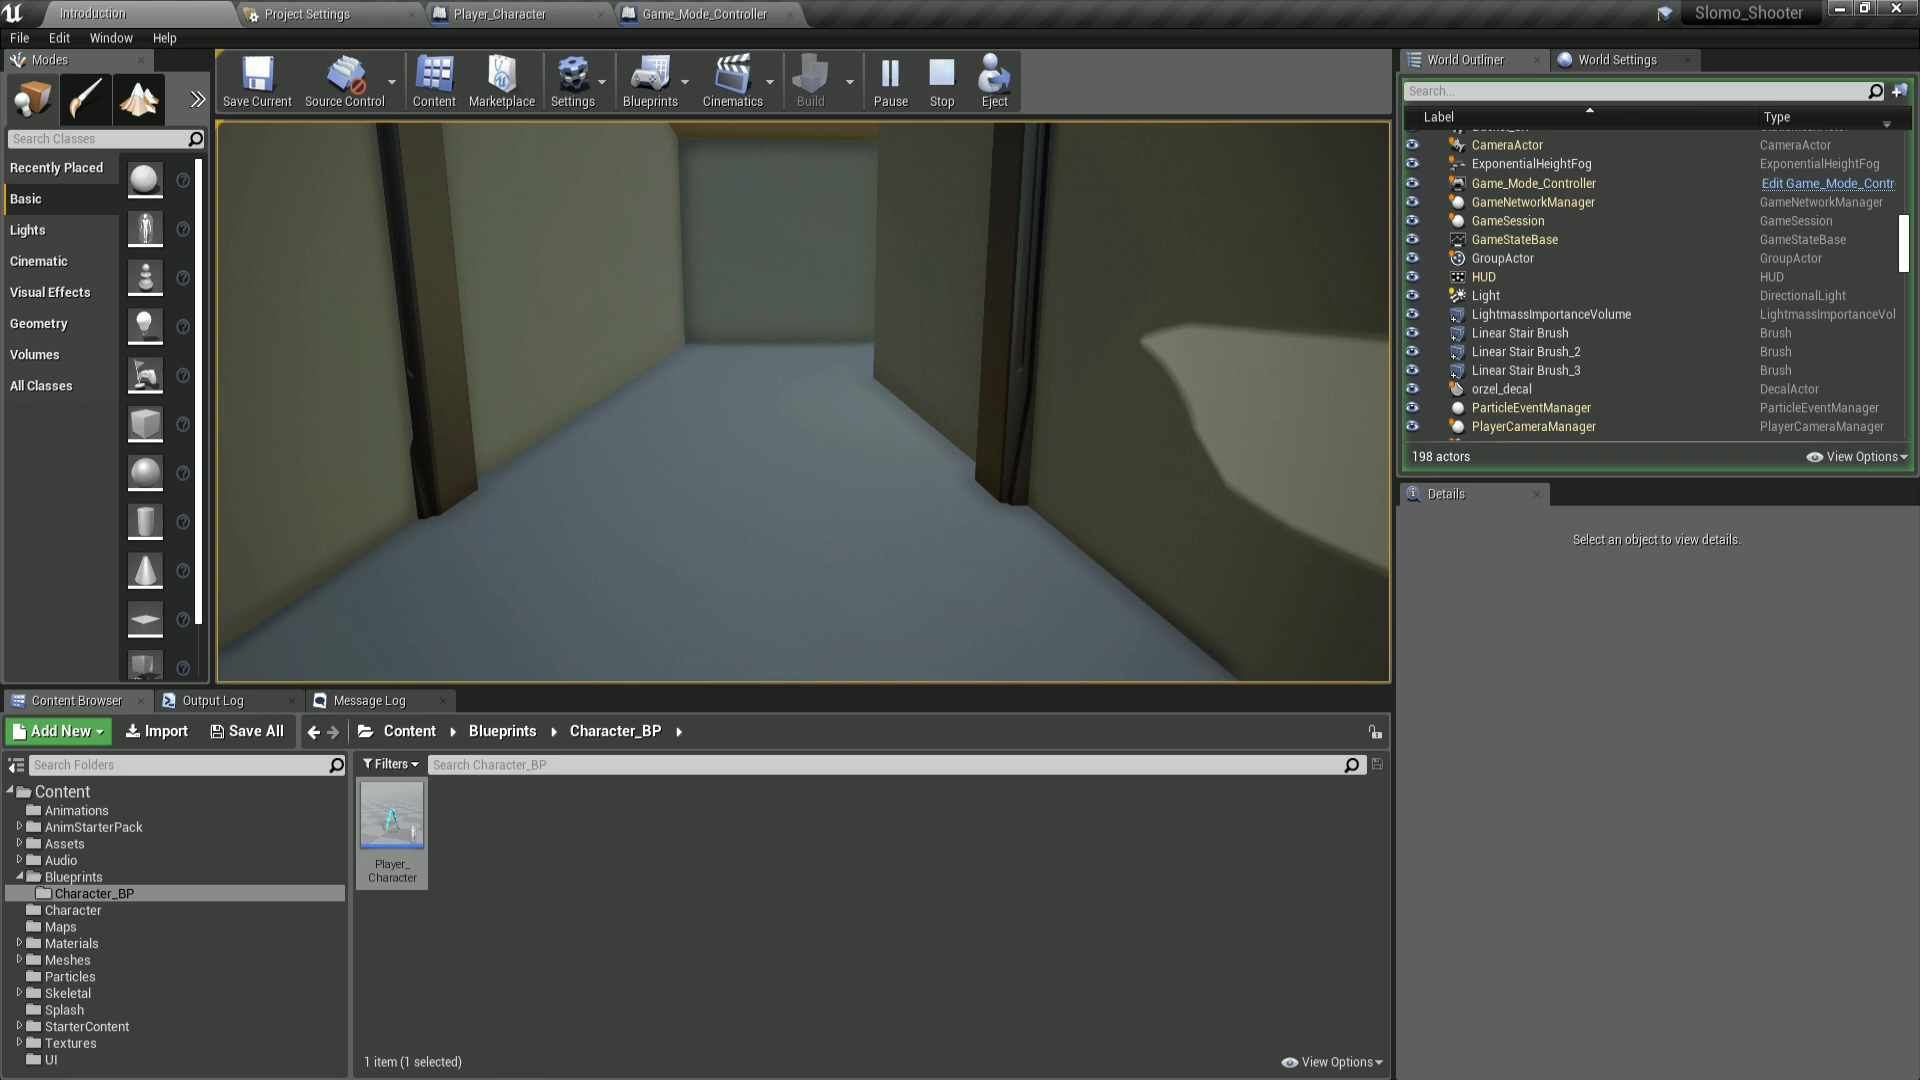 Introduction
Project Settings
Player_Character
Game_Mode_Controller
Slomo_Shooter
File Edit Window Help
Modes
Search Classes
Recently Placed
Basic
Lights
Cinematic
Visual Effects
Geometry
Volumes
All Classes
Save Current
Source Control
Content
Marketplace
Settings
Blueprints
Cinematics
Build
Pause
Stop
Eject
World Outliner
World Settings
Search...
Label Type
CameraActor CameraActor
ExponentialHeightFog ExponentialHeightFog
Game_Mode_Controller Edit Game_Mode_Contr
GameNetworkManager GameNetworkManager
GameSession GameSession
GameStateBase GameStateBase
GroupActor GroupActor
HUD HUD
Light DirectionalLight
LightmassImportanceVolume LightmassImportanceVol
Linear Stair Brush Brush
Linear Stair Brush_2 Brush
Linear Stair Brush_3 Brush
orzel_decal DecalActor
ParticleEventManager ParticleEventManager
PlayerCameraManager PlayerCameraManager
198 actors View Options
Details
Select an object to view details.
Content Browser
Output Log
Message Log
Add New Import Save All Content Blueprints Character_BP
Search Folders
Content
Animations
AnimStarterPack
Assets
Audio
Blueprints
Character_BP
Character
Maps
Materials
Meshes
Particles
Skeletal
Splash
StarterContent
Textures
UI
Filters Search Character_BP
Player_
Character
1 item (1 selected) View Options